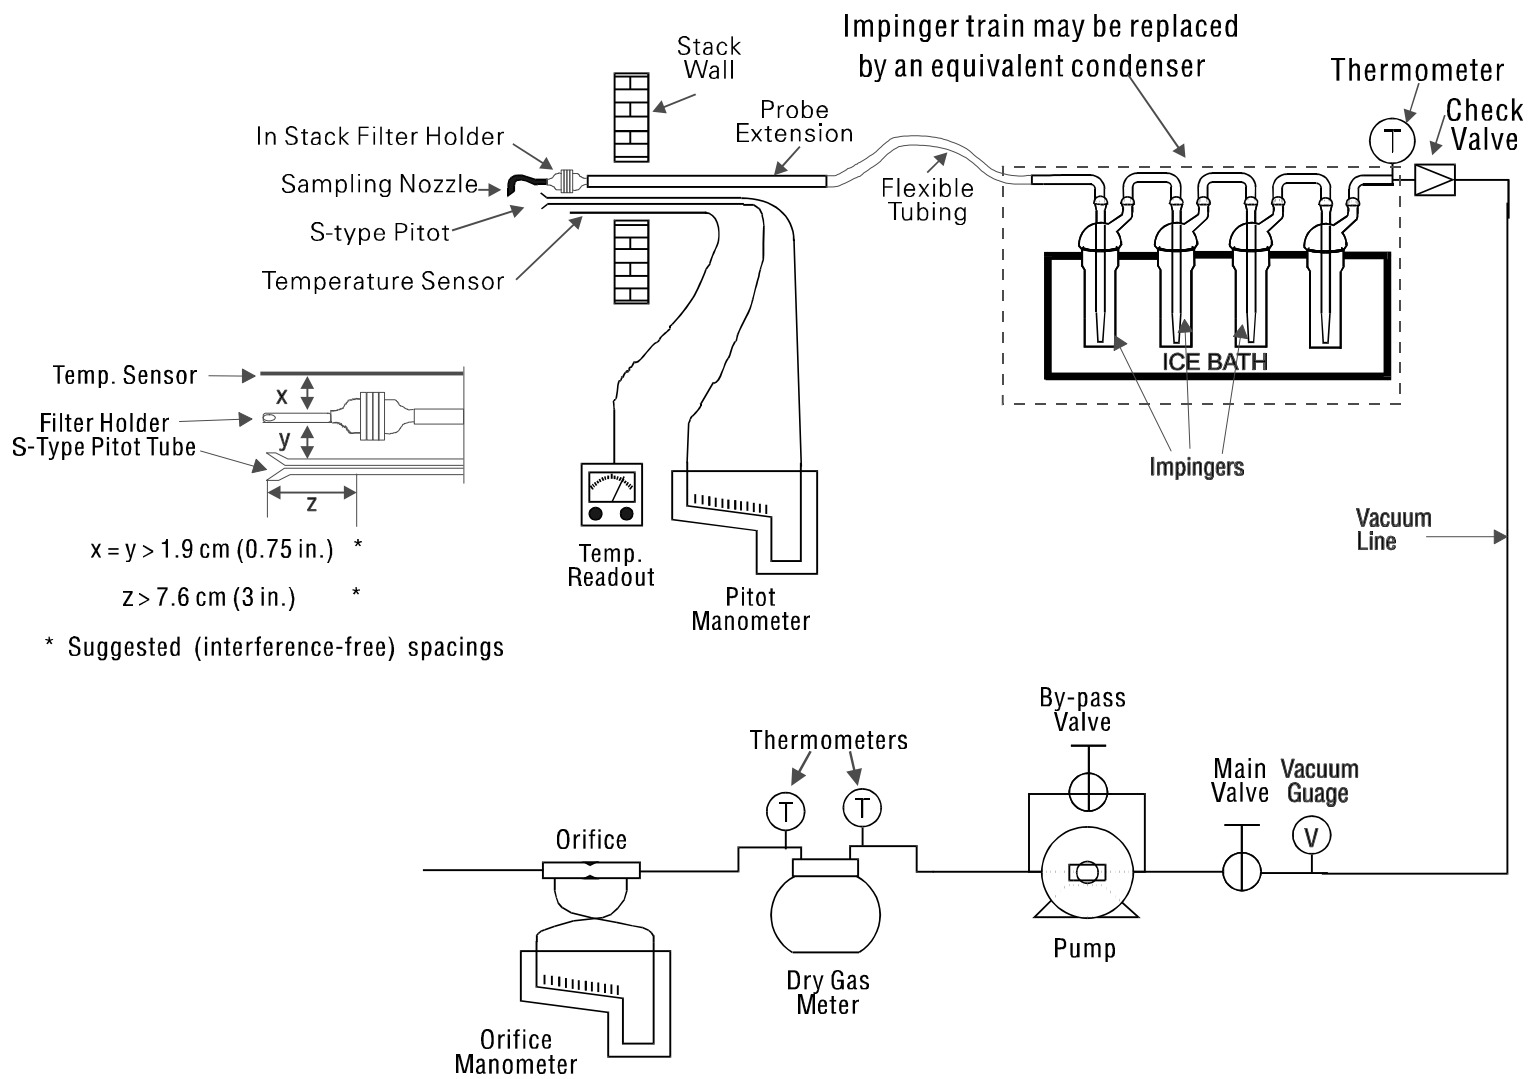 Impinger train may be replaced
by an equivalent condenser
Stack
Wall
Thermometer
Check
Valve
Probe
Extension
In Stack Filter Holder
Sampling Nozzle
Flexible
Tubing
S-type Pitot
Temperature Sensor
T
ICE BATH
Temp. Sensor
x
Filter Holder
y
S-Type Pitot Tube
z
Impingers
Vacuum
Line
x = y > 1.9 cm (0.75 in.) *
z > 7.6 cm (3 in.) *
* Suggested (interference-free) spacings
Temp.
Readout
Pitot
Manometer
By-pass
Valve
Thermometers
Main
Valve
Vacuum
Guage
T
T
V
Orifice
Pump
Dry Gas
Meter
Orifice
Manometer